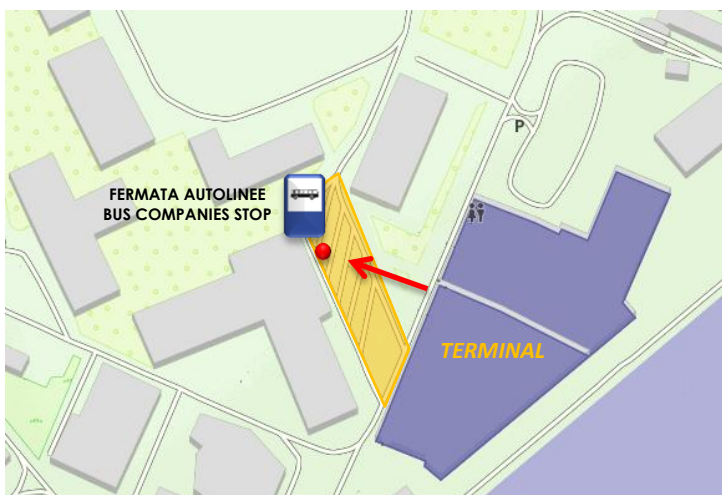 P
FERMATA AUTOLINEE
BUS COMPANIES STOP
TERMINAL